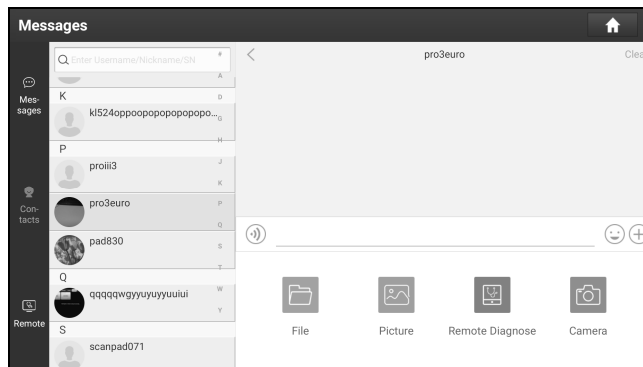 Messages
Enter Username/Nickname/SN
#
A
D
G
H
J
K
P
Q
S
T
W
Y
Mes-
sages
Con-
tacts
Remote
K
kl524oppoopopopopopopo...
P
proiii3
pro3euro
pad830
Q
qqqqqwgyyuyuyyuuiui
S
scanpad071
pro3euro
Clea
File
Picture
Remote Diagnose
Camera